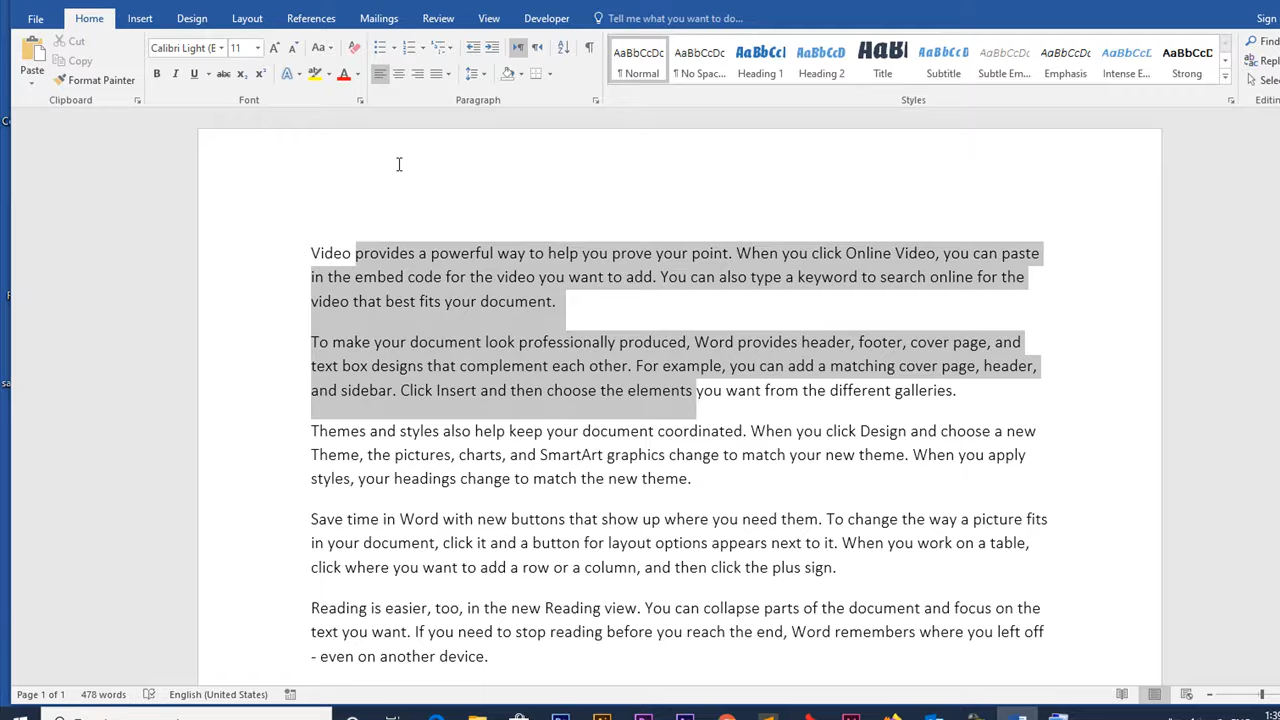 File Home Insert Design Layout References Mailings Review View Developer Tell me what you want to do... Sign
Cut
Copy
Format Painter
Paste
Calibri Light 11
Find
AaBbCcDc AaBbCcDc AaBbCcI AaBbCcD AaBbCcD AaBbCcDd AaBbCcDc AaBbCcDd AaBbCcDc
¶ Normal ¶ No Spac... Heading 1 Heading 2 Title Subtitle Subtle Em... Emphasis Intense E... Strong
Clipboard Font Paragraph Styles
Video provides a powerful way to help you prove your point. When you click Online Video, you can paste
in the embed code for the video you want to add. You can also type a keyword to search online for the
video that best fits your document.
To make your document look professionally produced, Word provides header, footer, cover page, and
text box designs that complement each other. For example, you can add a matching cover page, header,
and sidebar. Click Insert and then choose the elements you want from the different galleries.
Themes and styles also help keep your document coordinated. When you click Design and choose a new
Theme, the pictures, charts, and SmartArt graphics change to match your new theme. When you apply
styles, your headings change to match the new theme.
Save time in Word with new buttons that show up where you need them. To change the way a picture fits
in your document, click it and a button for layout options appears next to it. When you work on a table,
click where you want to add a row or a column, and then click the plus sign.
Reading is easier, too, in the new Reading view. You can collapse parts of the document and focus on the
text you want. If you need to stop reading before you reach the end, Word remembers where you left off
- even on another device.
Page 1 of 1 478 words English (United States)